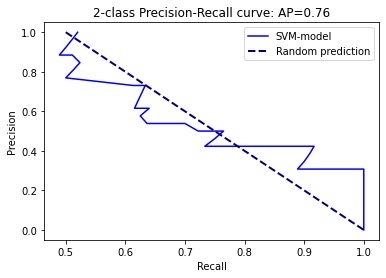 2-class Precision-Recall curve: AP=0.76
SVM-model
Random prediction
Precision
1.0
0.8
0.6
0.4
0.2
0.0
0.5 0.6 0.7 0.8 0.9 1.0
Recall